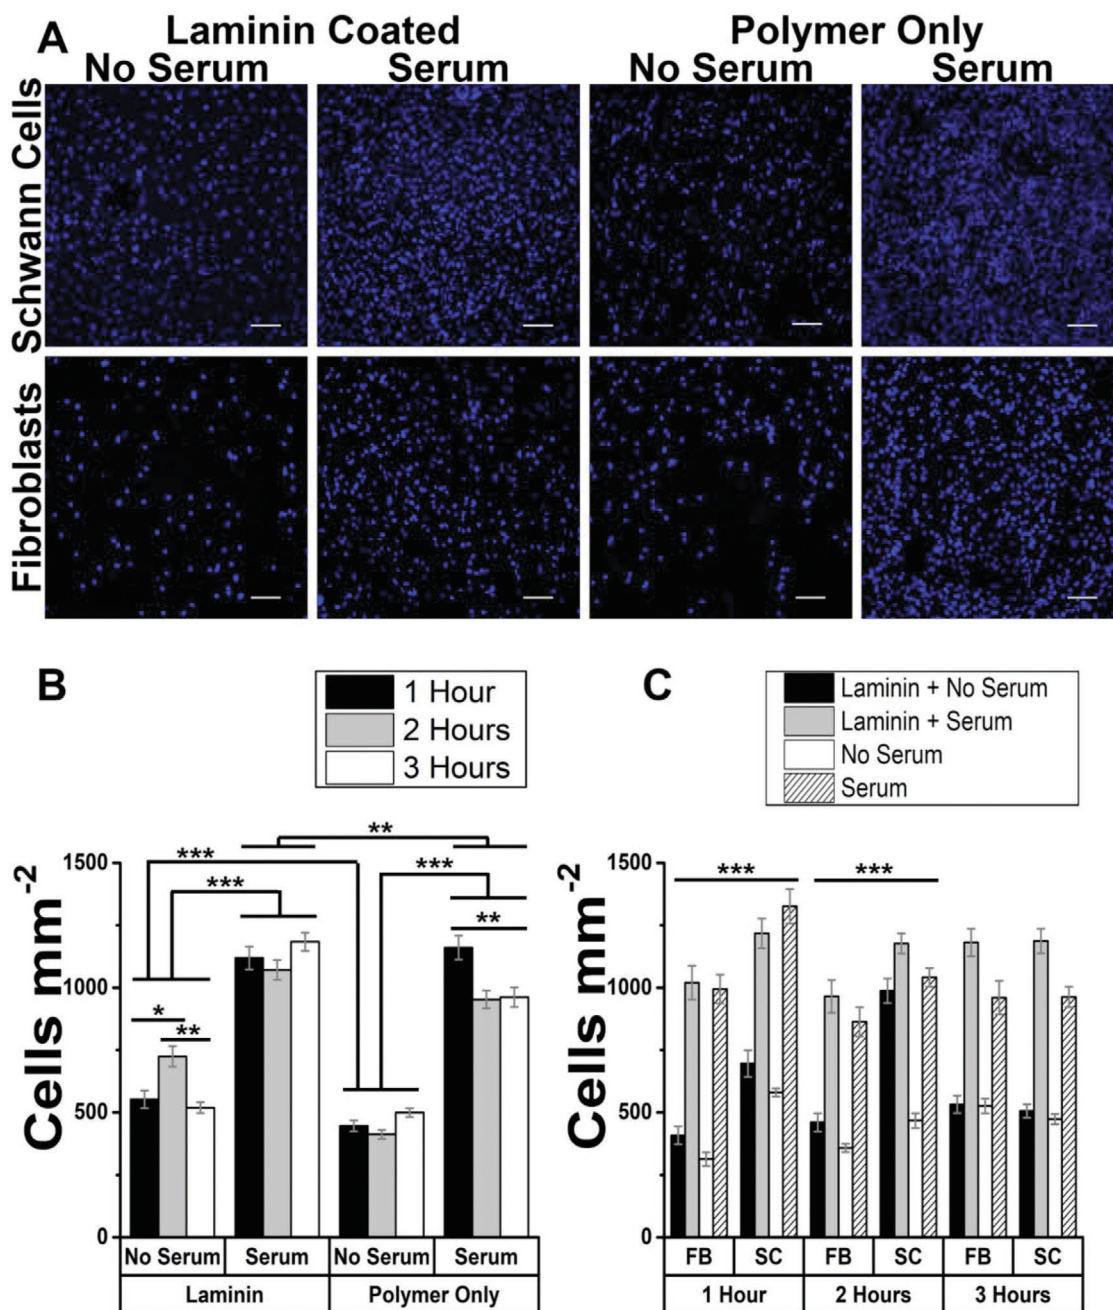 A
Laminin Coated
Polymer Only
No Serum
Serum
No Serum
Serum
Schwann Cells
Fibroblasts
B
1 Hour
2 Hours
3 Hours
Cells mm⁻²
1500
1000
500
0
***
**
***
***
**
*
**
No Serum
Serum
No Serum
Serum
Laminin
Polymer Only
C
Laminin + No Serum
Laminin + Serum
No Serum
Serum
Cells mm⁻²
1500
1000
500
0
***
***
FB
SC
FB
SC
FB
SC
1 Hour
2 Hours
3 Hours